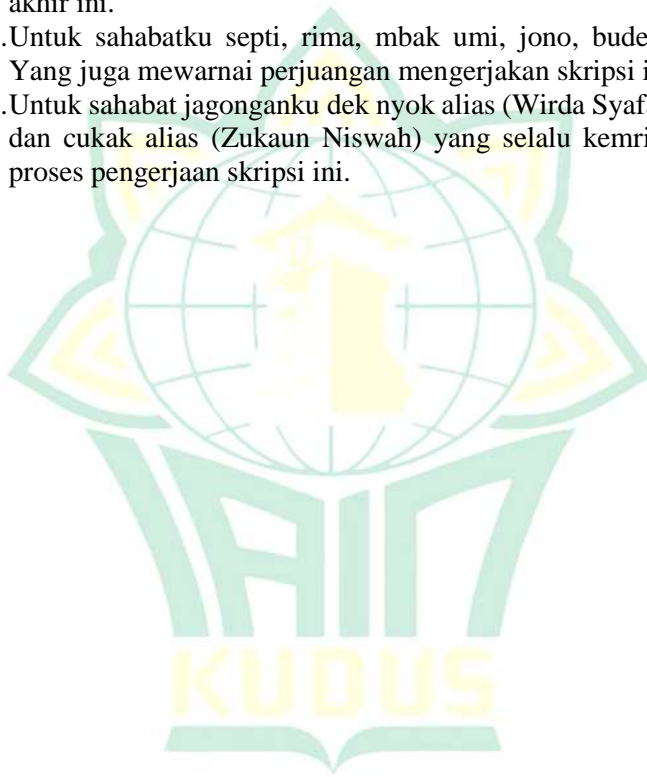 akhir ini.
.Untuk sahabatku septi, rima, mbak umi, jono, bude
Yang juga mewarnai perjuangan mengerjakan skripsi i
.Untuk sahabat jagonganku dek nyok alias (Wirda Syaf
dan cukak alias (Zukaun Niswah) yang selalu kemri
proses pengerjaan skripsi ini.
IAIN
KUDUS